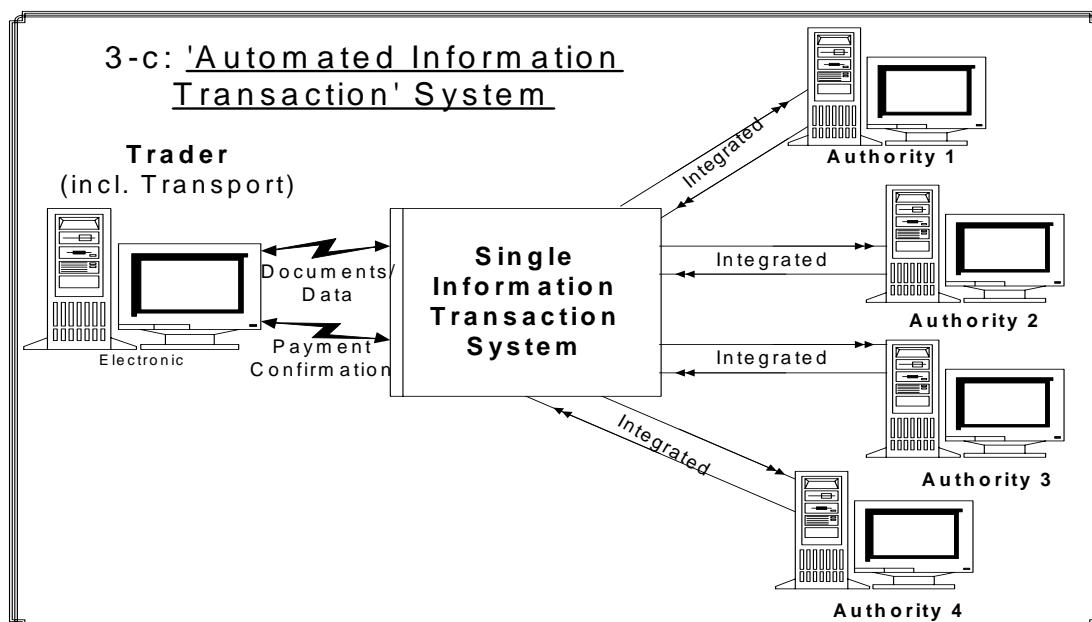 3-c: 'Automated Information
Transaction' System
Trader
(incl. Transport)
Electronic
Documents/
Data
Payment
Confirmation
Single
Information
Transaction
System
Integrated
Authority 1
Integrated
Authority 2
Integrated
Authority 3
Integrated
Authority 4